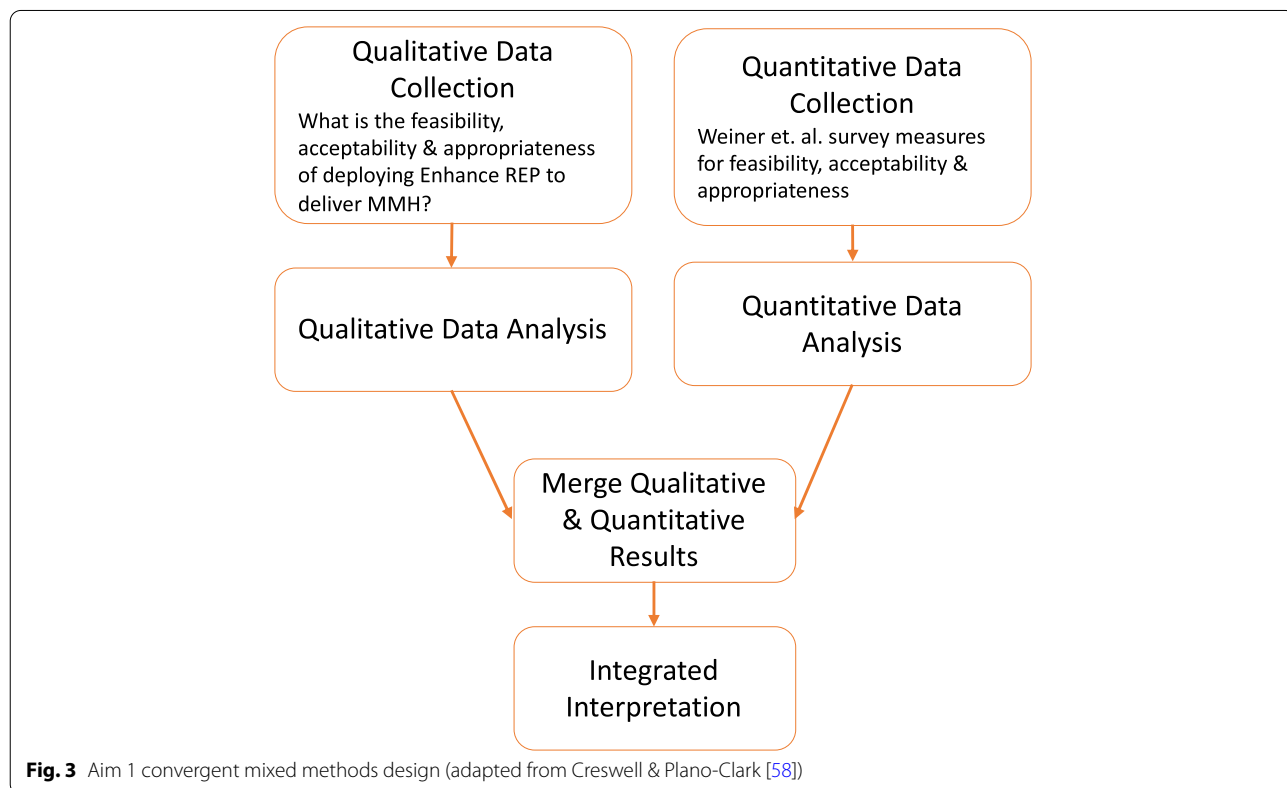 Qualitative Data
Collection
What is the feasibility,
acceptability & appropriateness
of deploying Enhance REP to
deliver MMH?
Quantitative Data
Collection
Weiner et. al. survey measures
for feasibility, acceptability &
appropriateness
Qualitative Data Analysis
Quantitative Data
Analysis
Merge Qualitative
& Quantitative
Results
Integrated
Interpretation
Fig. 3 Aim 1 convergent mixed methods design (adapted from Creswell & Plano-Clark [58])